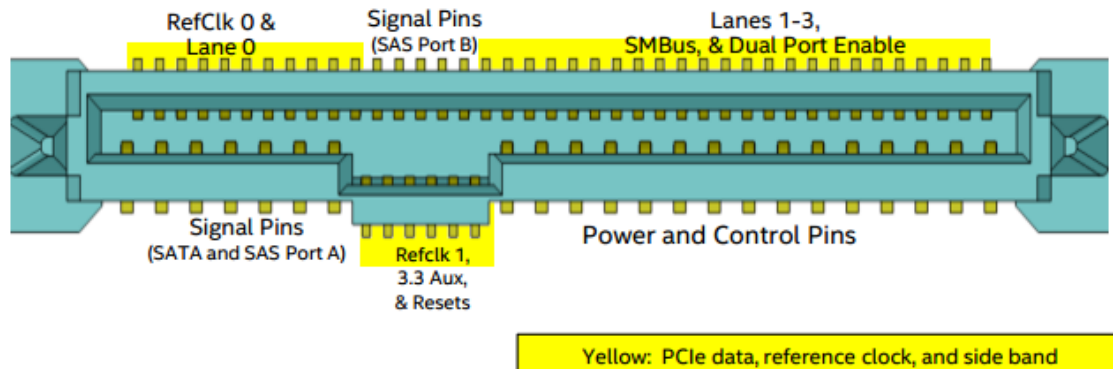 RefClk 0 &
Lane 0
Signal Pins
(SAS Port B)
Lanes 1-3,
SMBus, & Dual Port Enable
Signal Pins
(SATA and SAS Port A)
Refclk 1,
3.3 Aux,
& Resets
Power and Control Pins
Yellow: PCIe data, reference clock, and side band